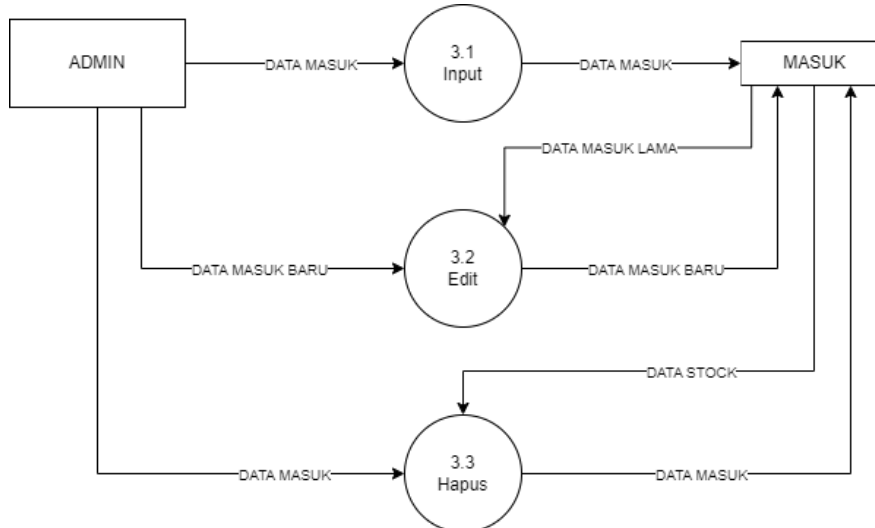 ADMIN
DATA MASUK
3.1
Input
DATA MASUK
MASUK
DATA MASUK LAMA
DATA MASUK BARU
3.2
Edit
DATA MASUK BARU
DATA STOCK
DATA MASUK
3.3
Hapus
DATA MASUK